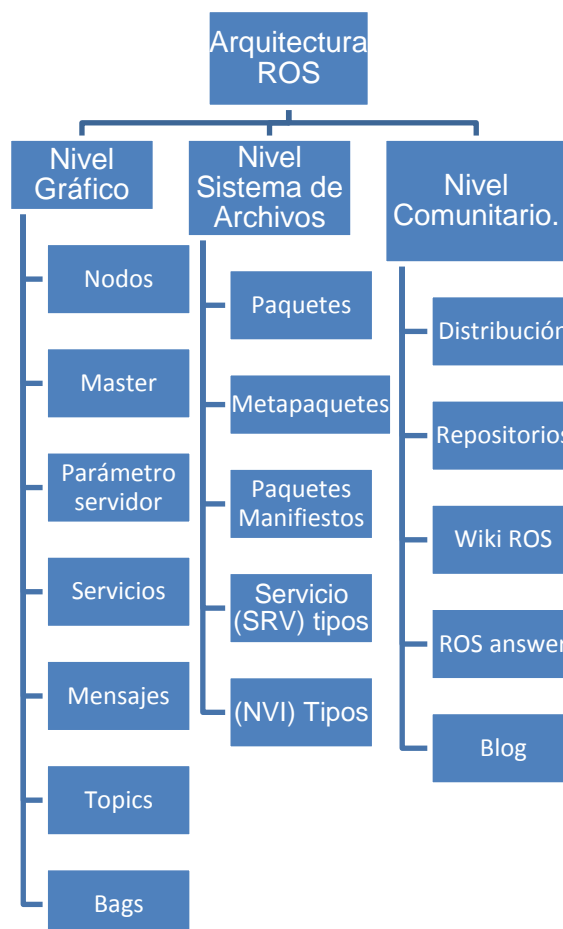 Arquitectura
ROS
Nivel
Gráfico
Nodos
Master
Parámetro
servidor
Servicios
Mensajes
Topics
Bags
Nivel
Sistema de
Archivos
Paquetes
Metapaquetes
Paquetes
Manifiestos
Servicio
(SRV) tipos
(NVI) Tipos
Nivel
Comunitario.
Distribución
Repositorios
Wiki ROS
ROS answer
Blog